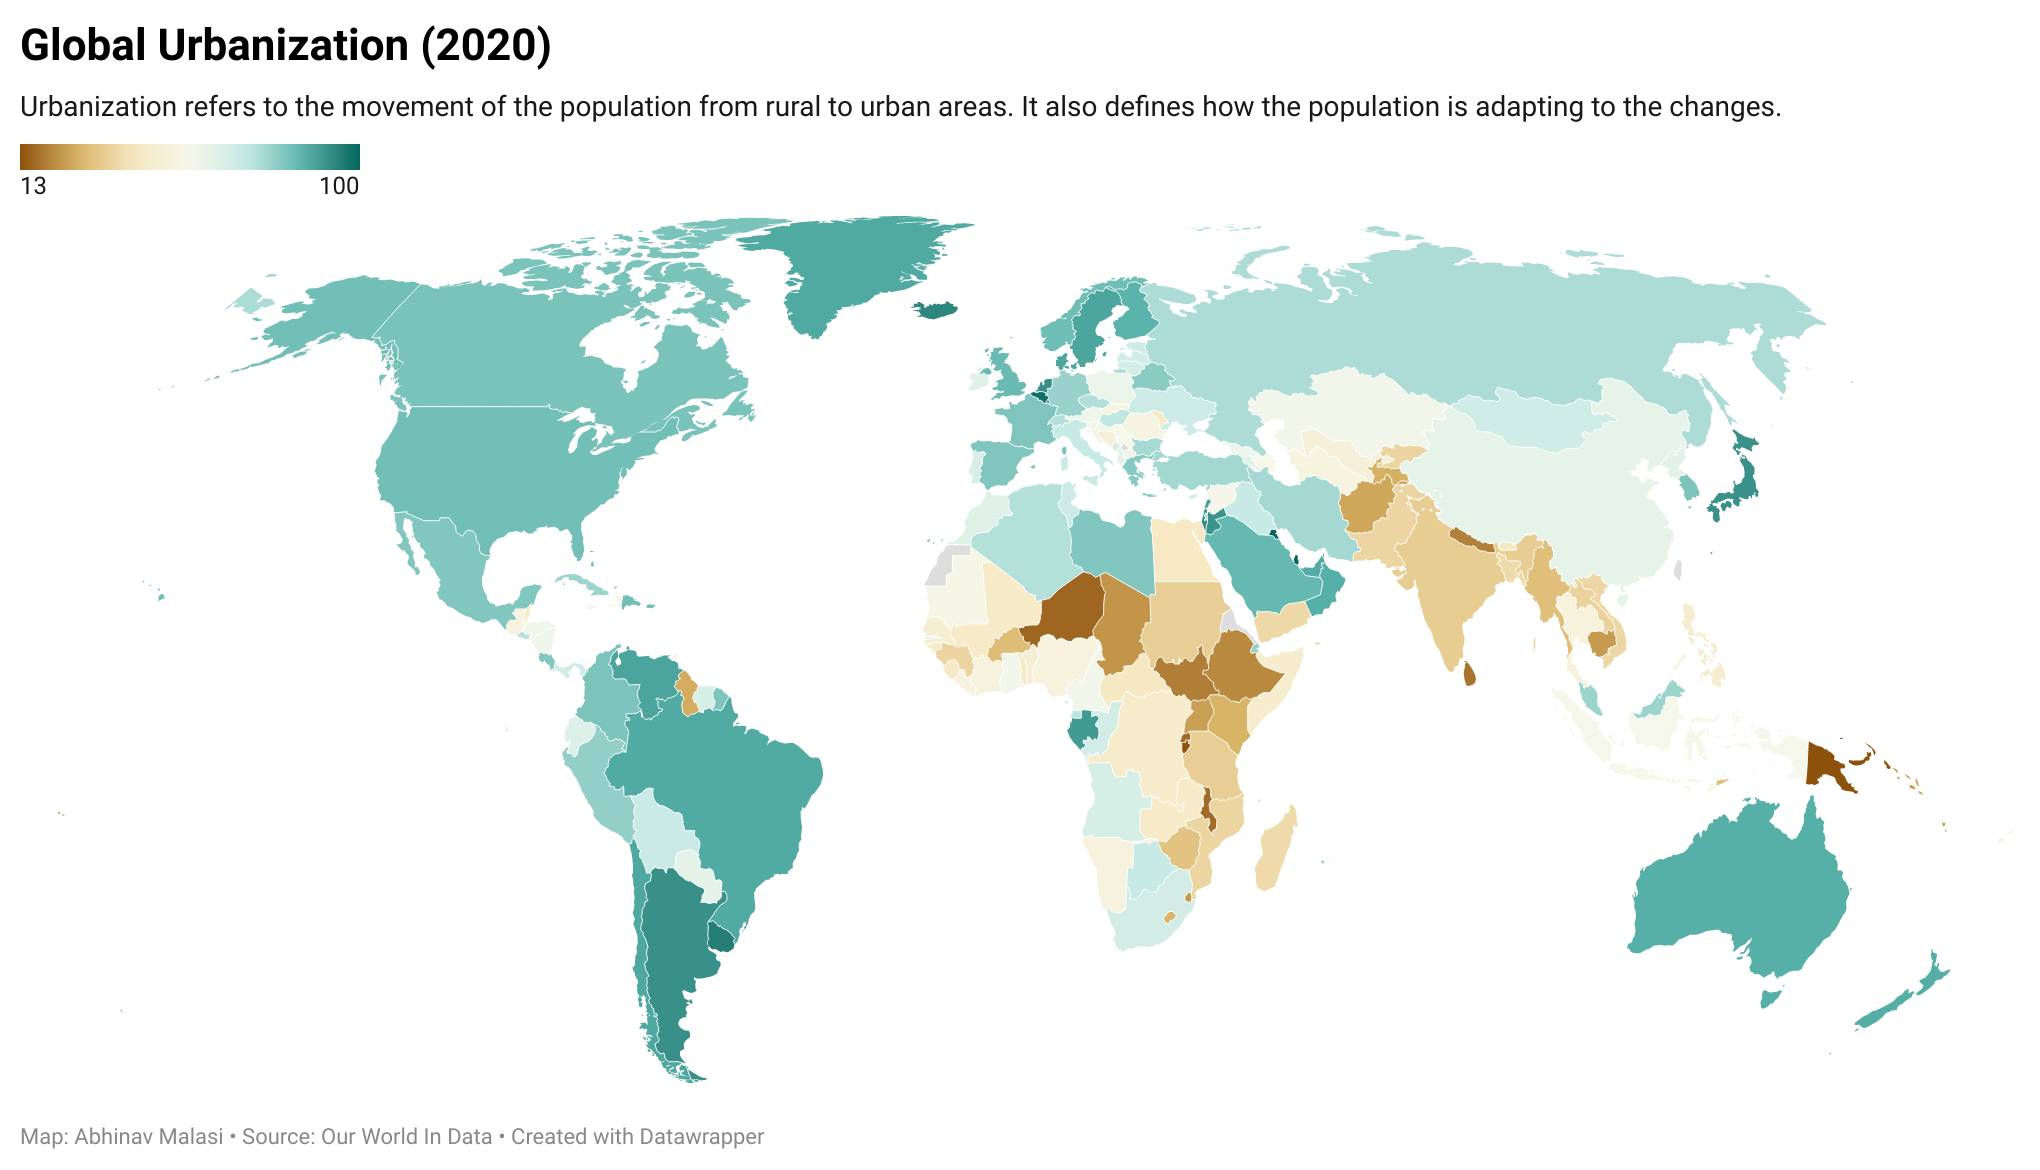 Global Urbanization (2020)
Urbanization refers to the movement of the population from rural to urban areas. It also defines how the population is adapting to the changes.
13 100
Map: Abhinav Malasi • Source: Our World In Data • Created with Datawrapper